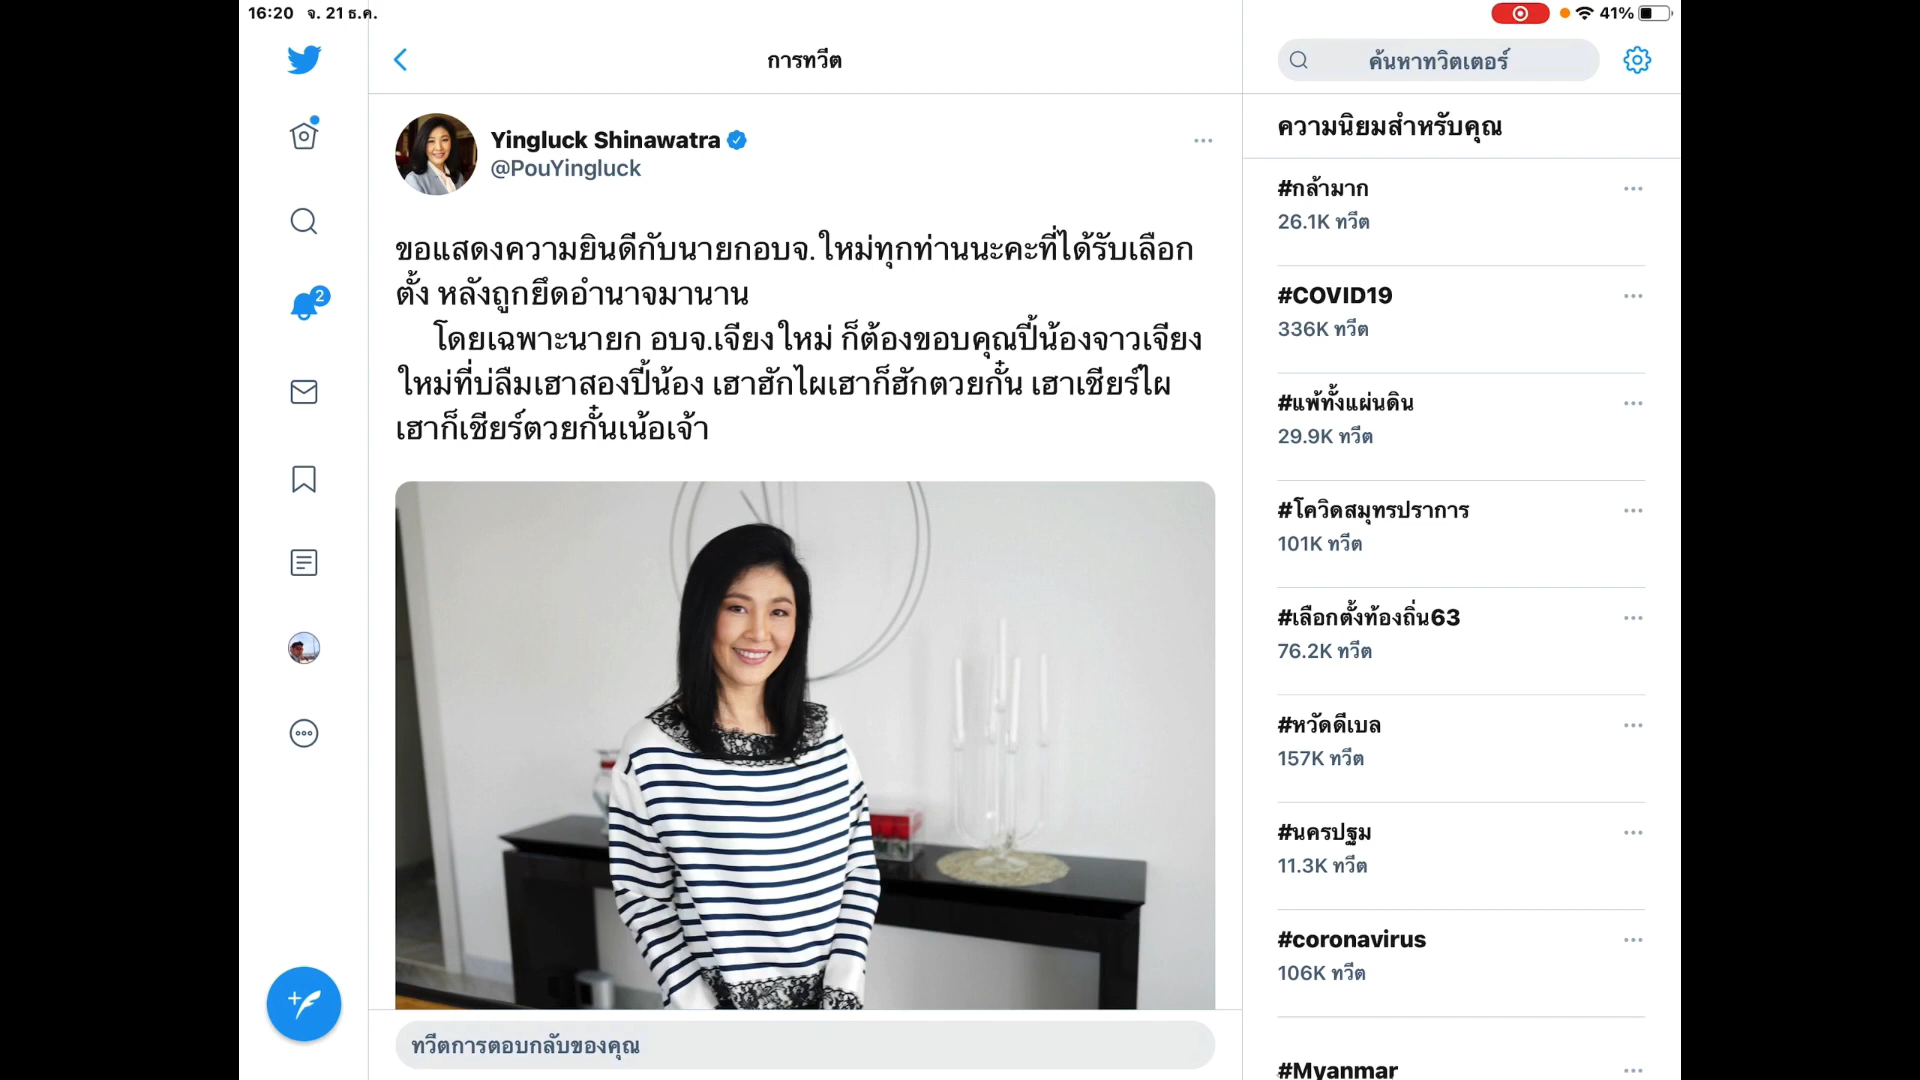 16:20 จ. 21 ธ.ค.
41%
2
การทวีต
Yingluck Shinawatra
@PouYingluck
ขอแสดงความยินดีกับนายกอบจ. ใหม่ทุกท่านนะคะที่ได้รับเลือก
ตั้ง หลังถูกยึดอำนาจมานาน
โดยเฉพาะนายก อบจ.เจียงใหม่ ก็ต้องขอบคุณปี้น้องจาวเจียง
ใหม่ที่บ่ลืมเฮาสองปี้น้อง เฮาฮักไผเฮาก็ฮักตวยกั๋น เฮาเชียร์ไผ
เฮาก็เชียร์ตวยกั๋นเน้อเจ้า
ทวีตการตอบกลับของคุณ
ค้นหาทวิตเตอร์
ความนิยมสำหรับคุณ
#กล้ามาก
26.1K ทวีต
#COVID19
336K ทวีต
#แพ้ทั้งแผ่นดิน
29.9K ทวีต
#โควิดสมุทรปราการ
101K ทวีต
#เลือกตั้งท้องถิ่น63
76.2K ทวีต
#หวัดดีเบล
157K ทวีต
#นครปฐม
11.3K ทวีต
#coronavirus
106K ทวีต
#Myanmar